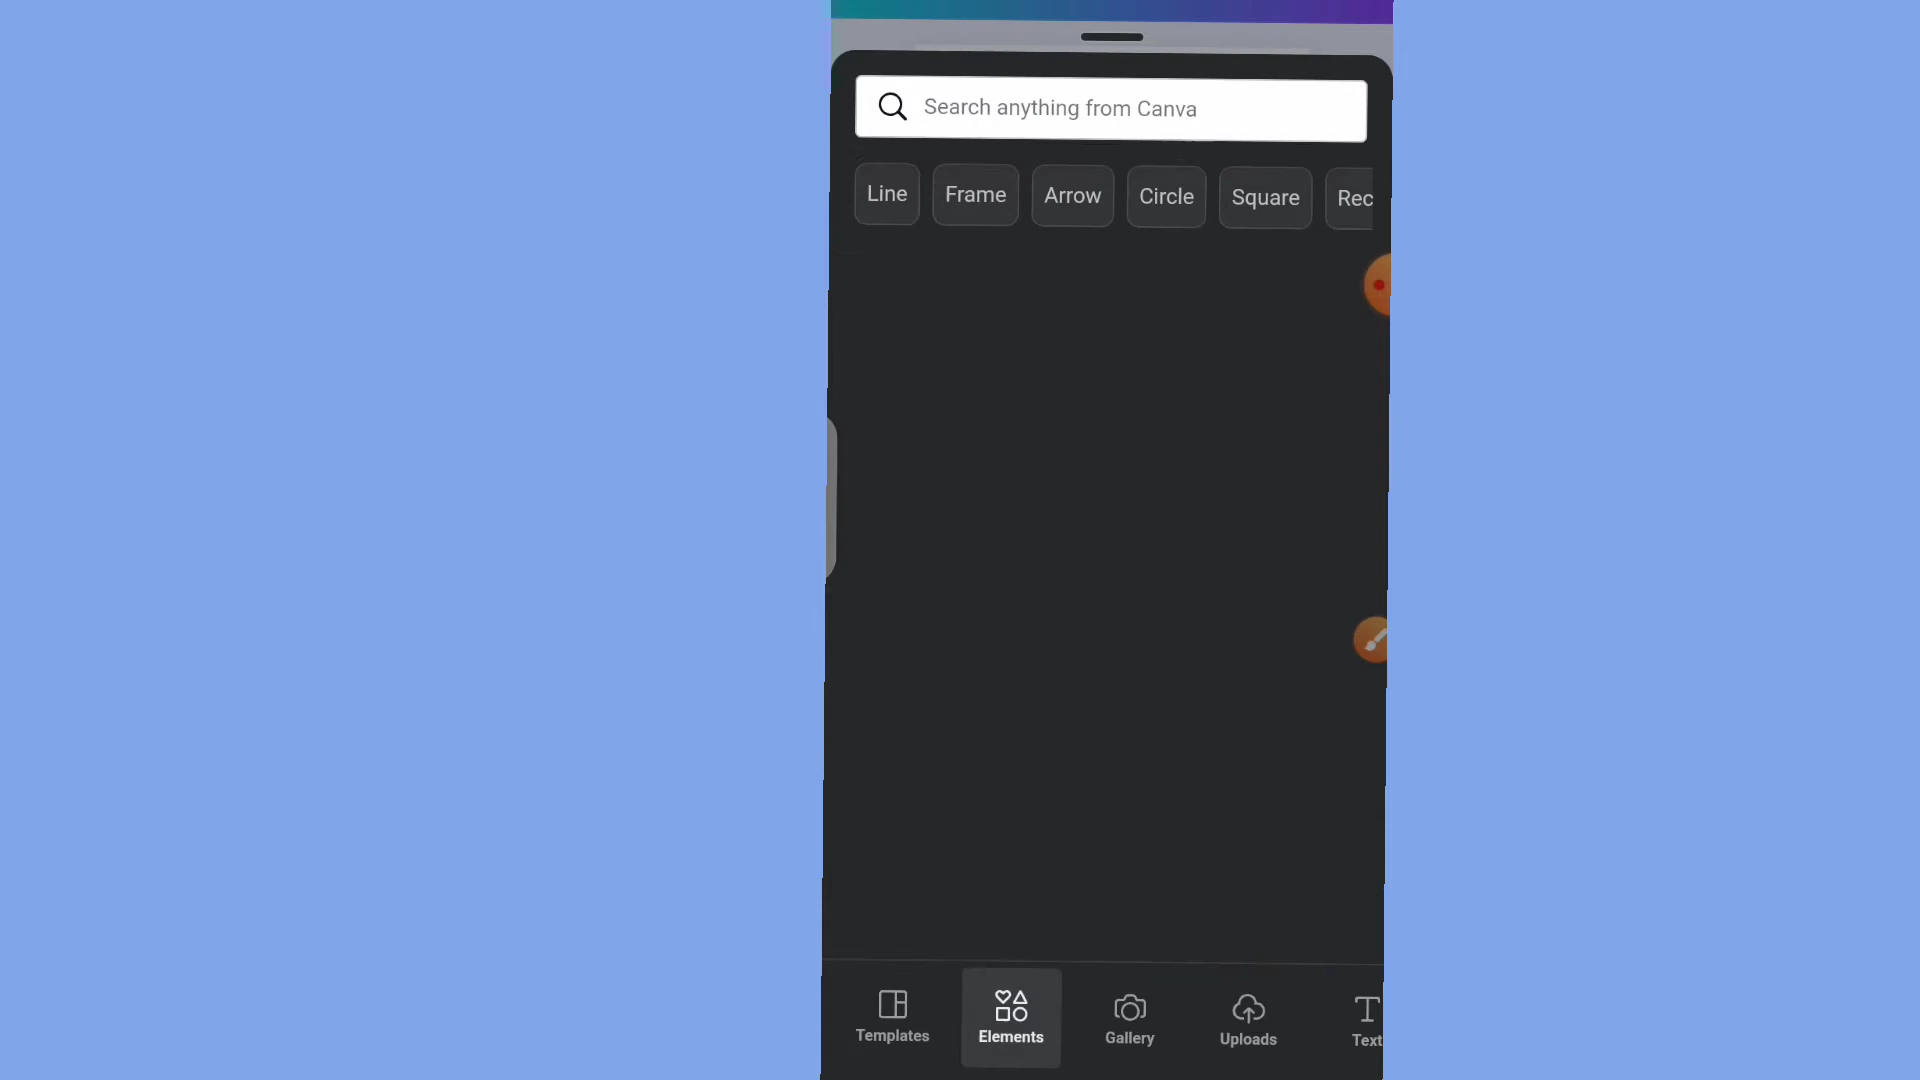 Search anything from Canva
Line Frame Arrow Circle Square Rec
Templates Elements Gallery Uploads Text